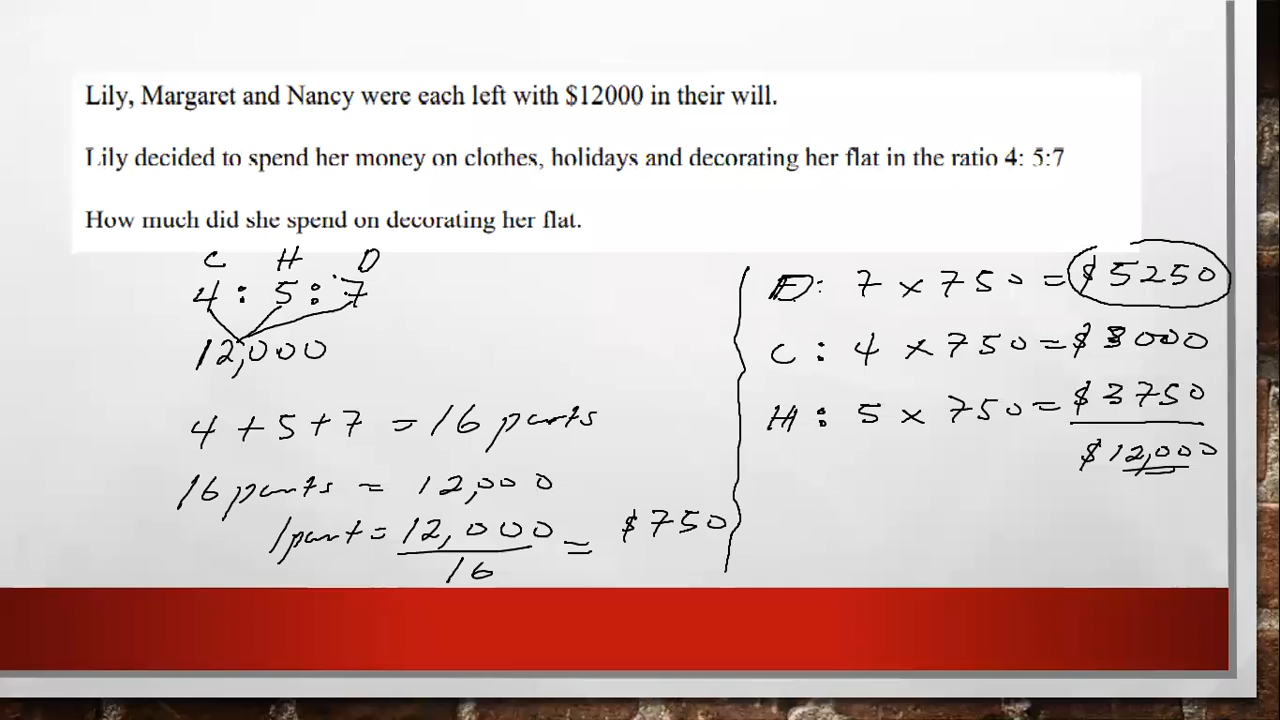 Lily, Margaret and Nancy were each left with $12000 in their will.
Lily decided to spend her money on clothes, holidays and decorating her flat in the ratio 4: 5:7
How much did she spend on decorating her flat.
C H D
4 : 5 : 7
12,000
4 + 5 + 7 = 16 parts
16 parts = 12,000
1 part = 12,000 / 16 = $750
D: 7 x 750 = $5250
C : 4 x 750 = $3000
H : 5 x 750 = $3750
$12,000